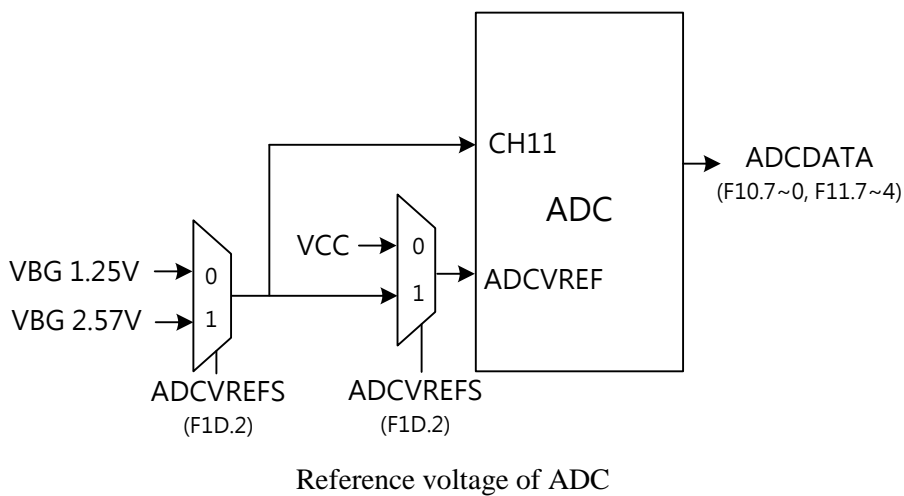 CH11
ADCDATA
(F10.7~0, F11.7~4)
ADC
VCC
0
1
ADCVREF
VBG 1.25V
0
VBG 2.57V
1
ADCVREFS
(F1D.2)
ADCVREFS
(F1D.2)
Reference voltage of ADC